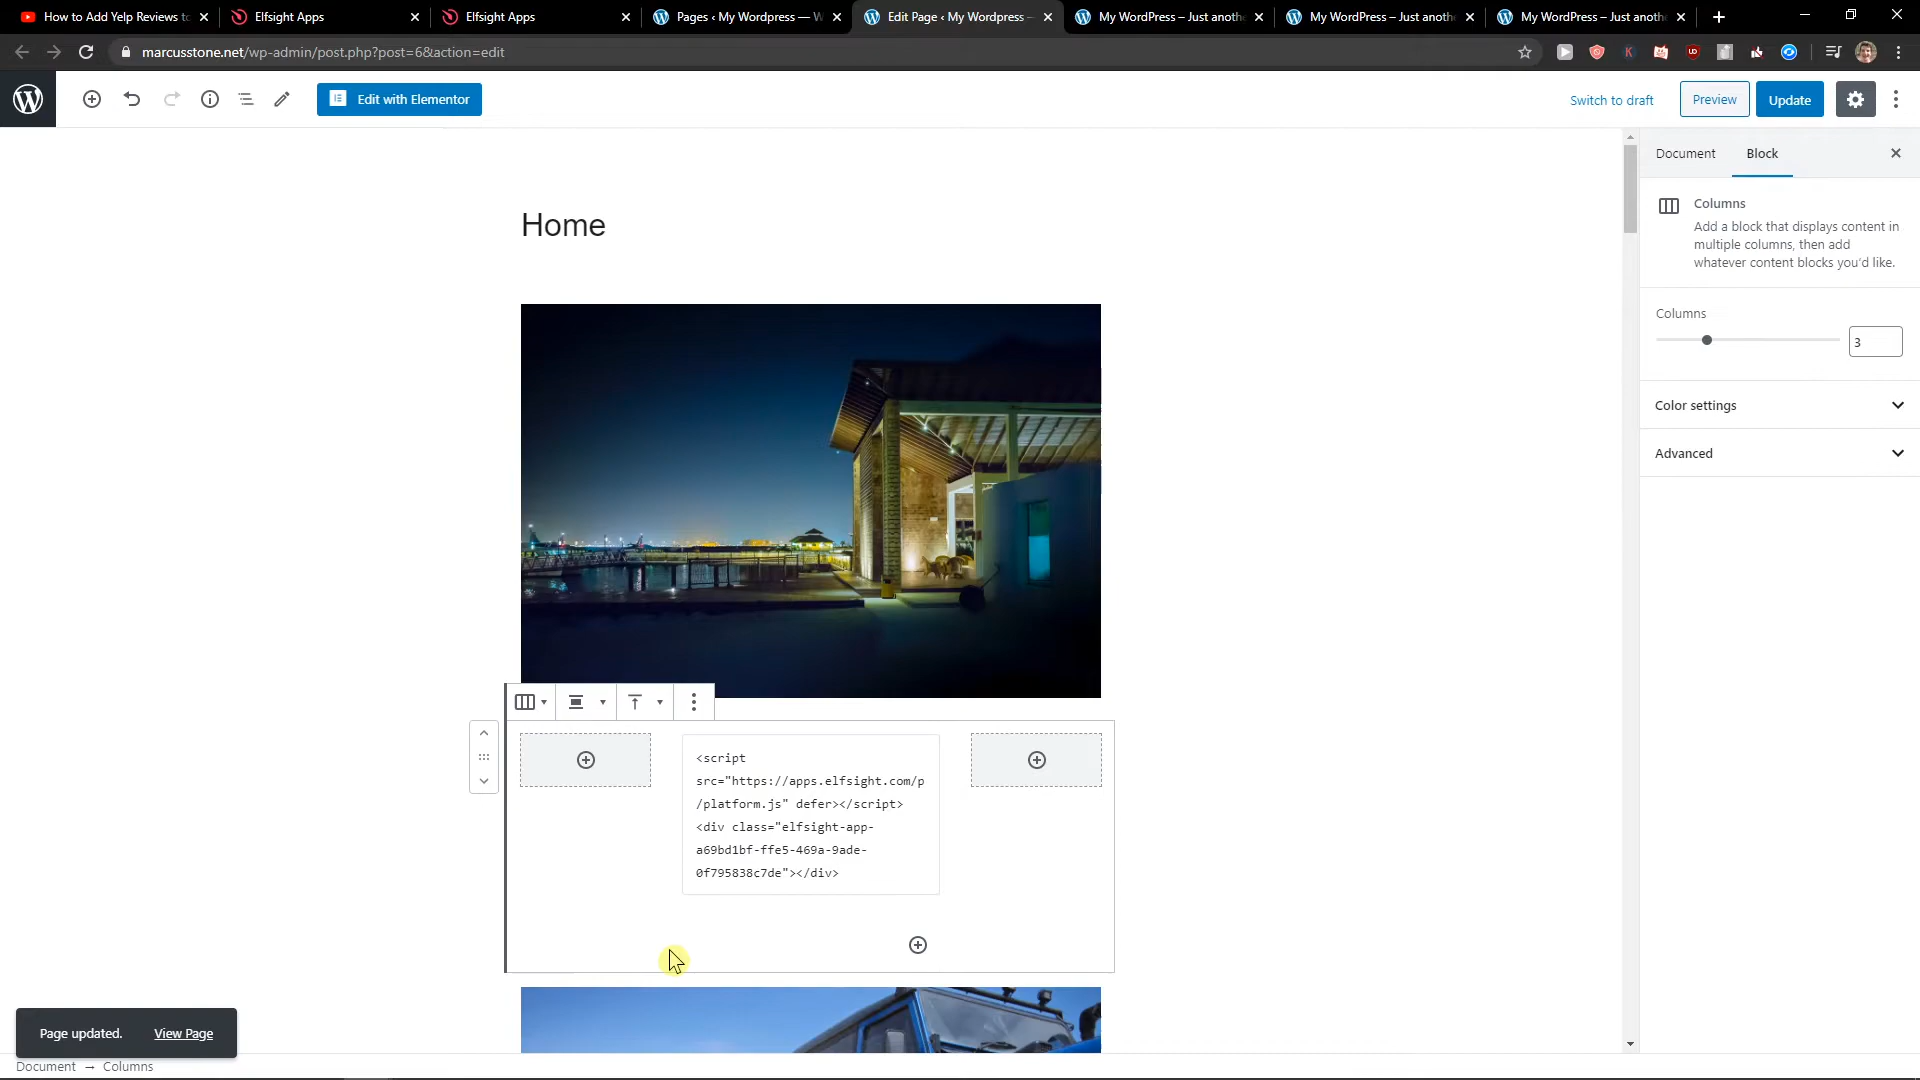 How to Add Yelp Reviews to
Elfsight Apps
Elfsight Apps
Pages ‹ My Wordpress — W
Edit Page ‹ My Wordpress —
My WordPress – Just anoth
My WordPress – Just anoth
My WordPress – Just anoth
marcusstone.net/wp-admin/post.php?post=6&action=edit
Edit with Elementor
Switch to draft
Preview
Update
Document
Block
Columns
Add a block that displays content in
multiple columns, then add
whatever content blocks you'd like.
Columns
3
Color settings
Advanced
Home
<script
src="https://apps.elfsight.com/p
/platform.js" defer></script>
<div class="elfsight-app-
a69bd1bf-ffe5-469a-9ade-
0f795838c7de"></div>
Page updated.
View Page
Document → Columns